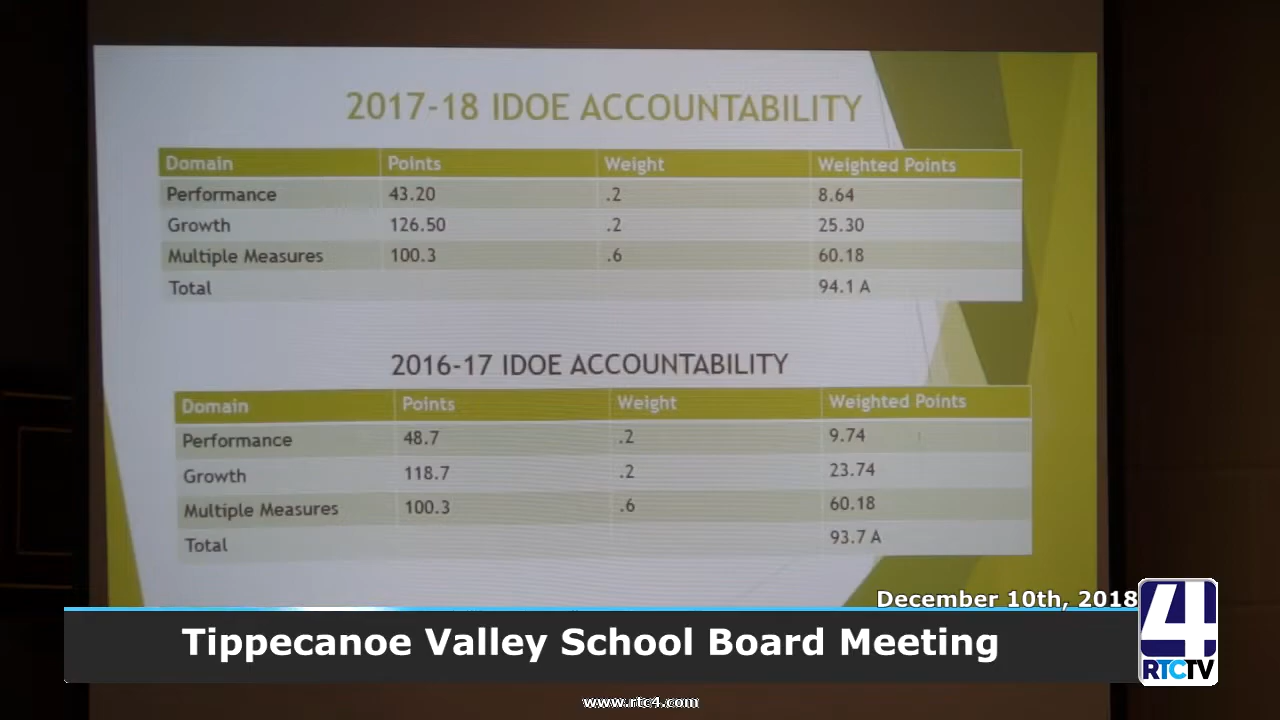 2017-18 IDOE ACCOUNTABILITY
Domain Points Weight Weighted Points
Performance 43.20 .2 8.64
Growth 126.50 .2 25.30
Multiple Measures 100.3 .6 60.18
Total 94.1 A
2016-17 IDOE ACCOUNTABILITY
Domain Points Weight Weighted Points
Performance 48.7 .2 9.74
Growth 118.7 .2 23.74
Multiple Measures 100.3 .6 60.18
Total 93.7 A
December 10th, 2018
Tippecanoe Valley School Board Meeting
4
RTCTV
www.rtc4.com